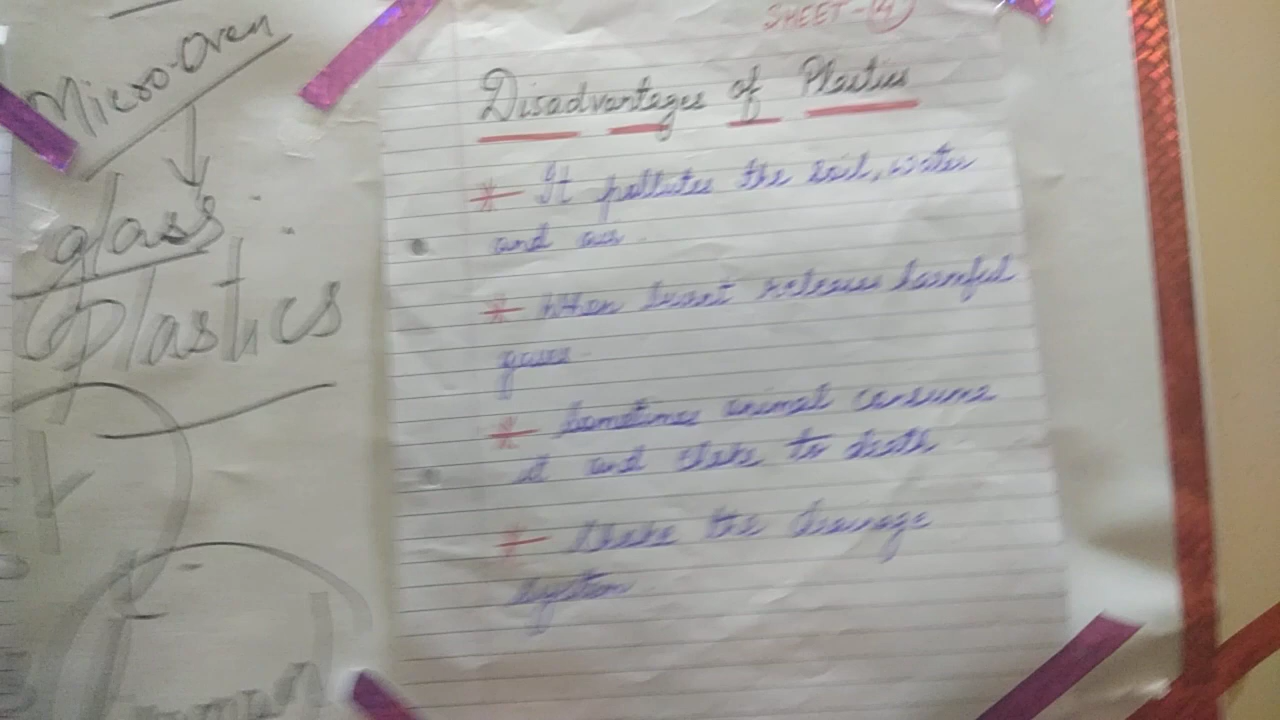 Micro-Oven
glass
Plastics
SHEET-(4)
Disadvantages of Plastics
* It pollutes the soil, water
and air.
* When burnt releases harmful
gases.
* Sometimes animal consume
it and choke to death
* Choke the drainage
system.